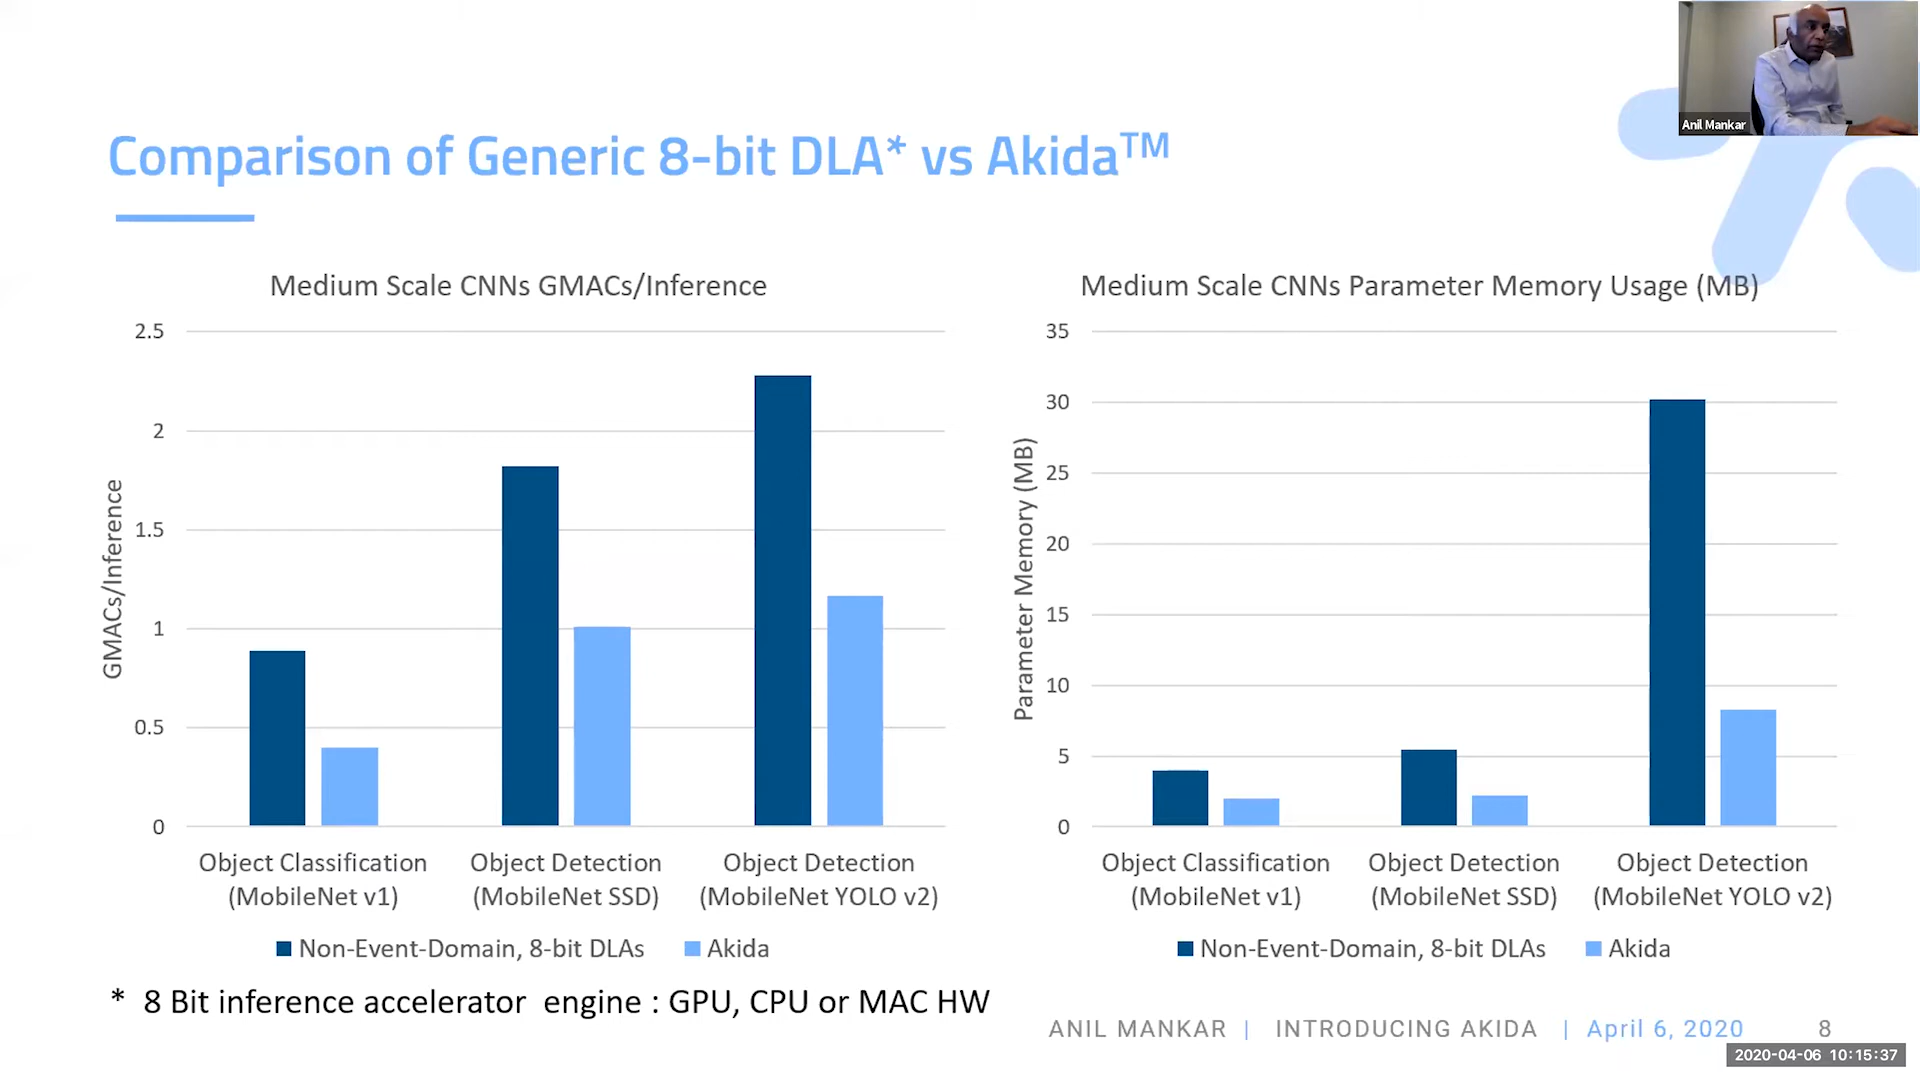 Anil Mankar
Comparison of Generic 8-bit DLA* vs Akida™
Medium Scale CNNs GMACs/Inference
2.5
2
1.5
1
0.5
0
GMACs/Inference
Object Classification
(MobileNet v1)
Object Detection
(MobileNet SSD)
Object Detection
(MobileNet YOLO v2)
Non-Event-Domain, 8-bit DLAs
Akida
Medium Scale CNNs Parameter Memory Usage (MB)
35
30
25
20
15
10
5
0
Parameter Memory (MB)
Object Classification
(MobileNet v1)
Object Detection
(MobileNet SSD)
Object Detection
(MobileNet YOLO v2)
Non-Event-Domain, 8-bit DLAs
Akida
* 8 Bit inference accelerator engine : GPU, CPU or MAC HW
ANIL MANKAR | INTRODUCING AKIDA | April 6, 2020 8
2020-04-06 10:15:37